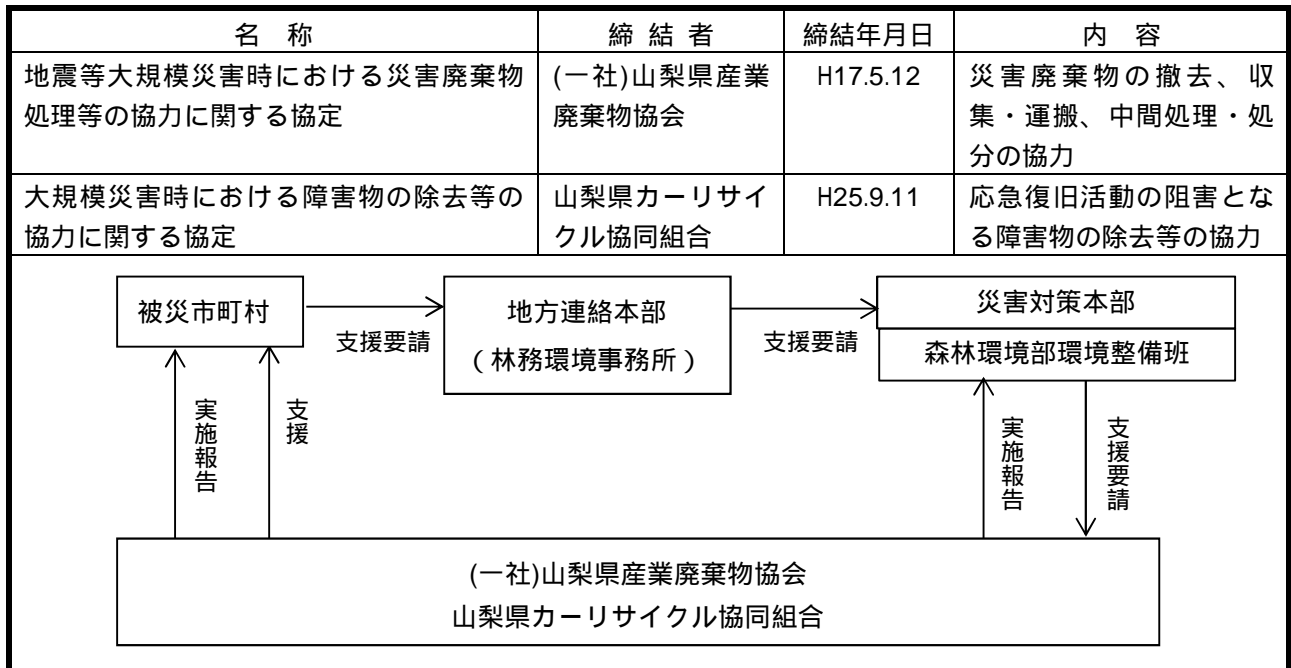 名 称 締 結 者 締結年月日 内 容
地震等大規模災害時における災害廃棄物
処理等の協力に関する協定
(一社)山梨県産業
廃棄物協会
H17.5.12
災害廃棄物の撤去、収
集・運搬、中間処理・処
分の協力
大規模災害時における障害物の除去等の
協力に関する協定
山梨県カーリサイ
クル協同組合
H25.9.11
応急復旧活動の阻害とな
る障害物の除去等の協力
被災市町村
支援要請
地方連絡本部
(林務環境事務所)
支援要請
災害対策本部
森林環境部環境整備班
実施報告
支援
実施報告
支援要請
(一社)山梨県産業廃棄物協会
山梨県カーリサイクル協同組合